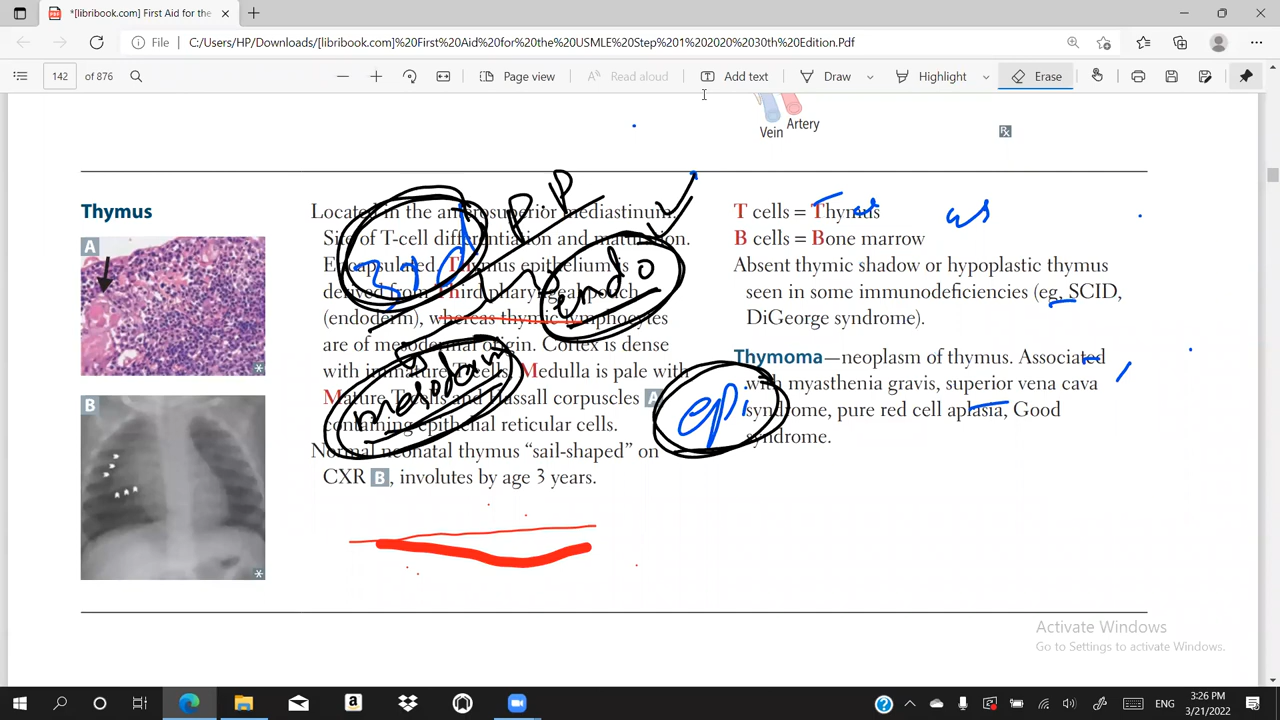 *[libribook.com] First Aid for the
File
C:/Users/HP/Downloads/[libribook.com]%20First%20Aid%20for%20the%20USMLE%20Step%201%202020%2030th%20Edition.Pdf
142 of 876
Page view
Read aloud
Add text
Draw
Highlight
Erase
Vein Artery
Rx
Thymus
A
B
Located in the anterosuperior mediastinum.
Site of T-cell differentiation and maturation.
Encapsulated. Thymus epithelium is
derived from Third pharyngeal pouch
(endoderm), whereas thymic lymphocytes
are of mesodermal origin. Cortex is dense
with immature T cells; Medulla is pale with
Mature T cells and Hassall corpuscles A
containing epithelial reticular cells.
Normal neonatal thymus “sail-shaped” on
CXR B, involutes by age 3 years.
3rd
P.P
endo
mesoderm
T cells = Thymus
B cells = Bone marrow
Absent thymic shadow or hypoplastic thymus
seen in some immunodeficiencies (eg, SCID,
DiGeorge syndrome).
Thymoma—neoplasm of thymus. Associated
with myasthenia gravis, superior vena cava
syndrome, pure red cell aplasia, Good
syndrome.
epi
Activate Windows
Go to Settings to activate Windows.
ENG
3:26 PM
3/21/2022